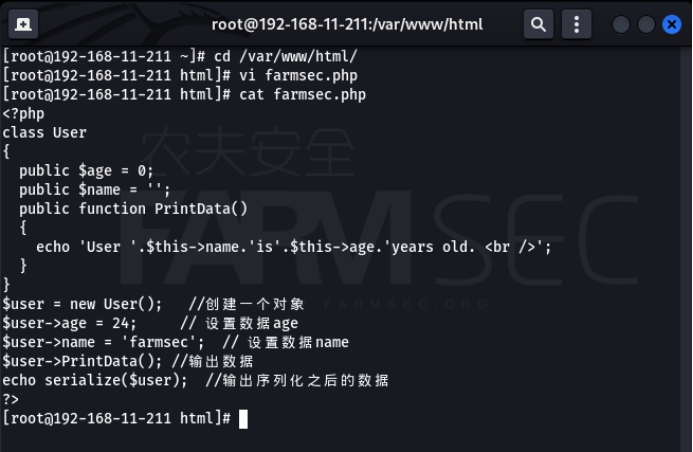 root@192-168-11-211:/var/www/html
[root@192-168-11-211 ~]# cd /var/www/html/
[root@192-168-11-211 html]# vi farmsec.php
[root@192-168-11-211 html]# cat farmsec.php
<?php
class User
{
  public $age = 0;
  public $name = '';
  public function PrintData()
  {
    echo 'User '.$this->name.'is'.$this->age.'years old. <br />';
  }
}
$user = new User();   //创建一个对象
$user->age = 24;     // 设置数据age
$user->name = 'farmsec';  // 设置数据name
$user->PrintData(); //输出数据
echo serialize($user);  //输出序列化之后的数据
?>
[root@192-168-11-211 html]#
农夫安全
FARMSEC
FARMSEC.ORG